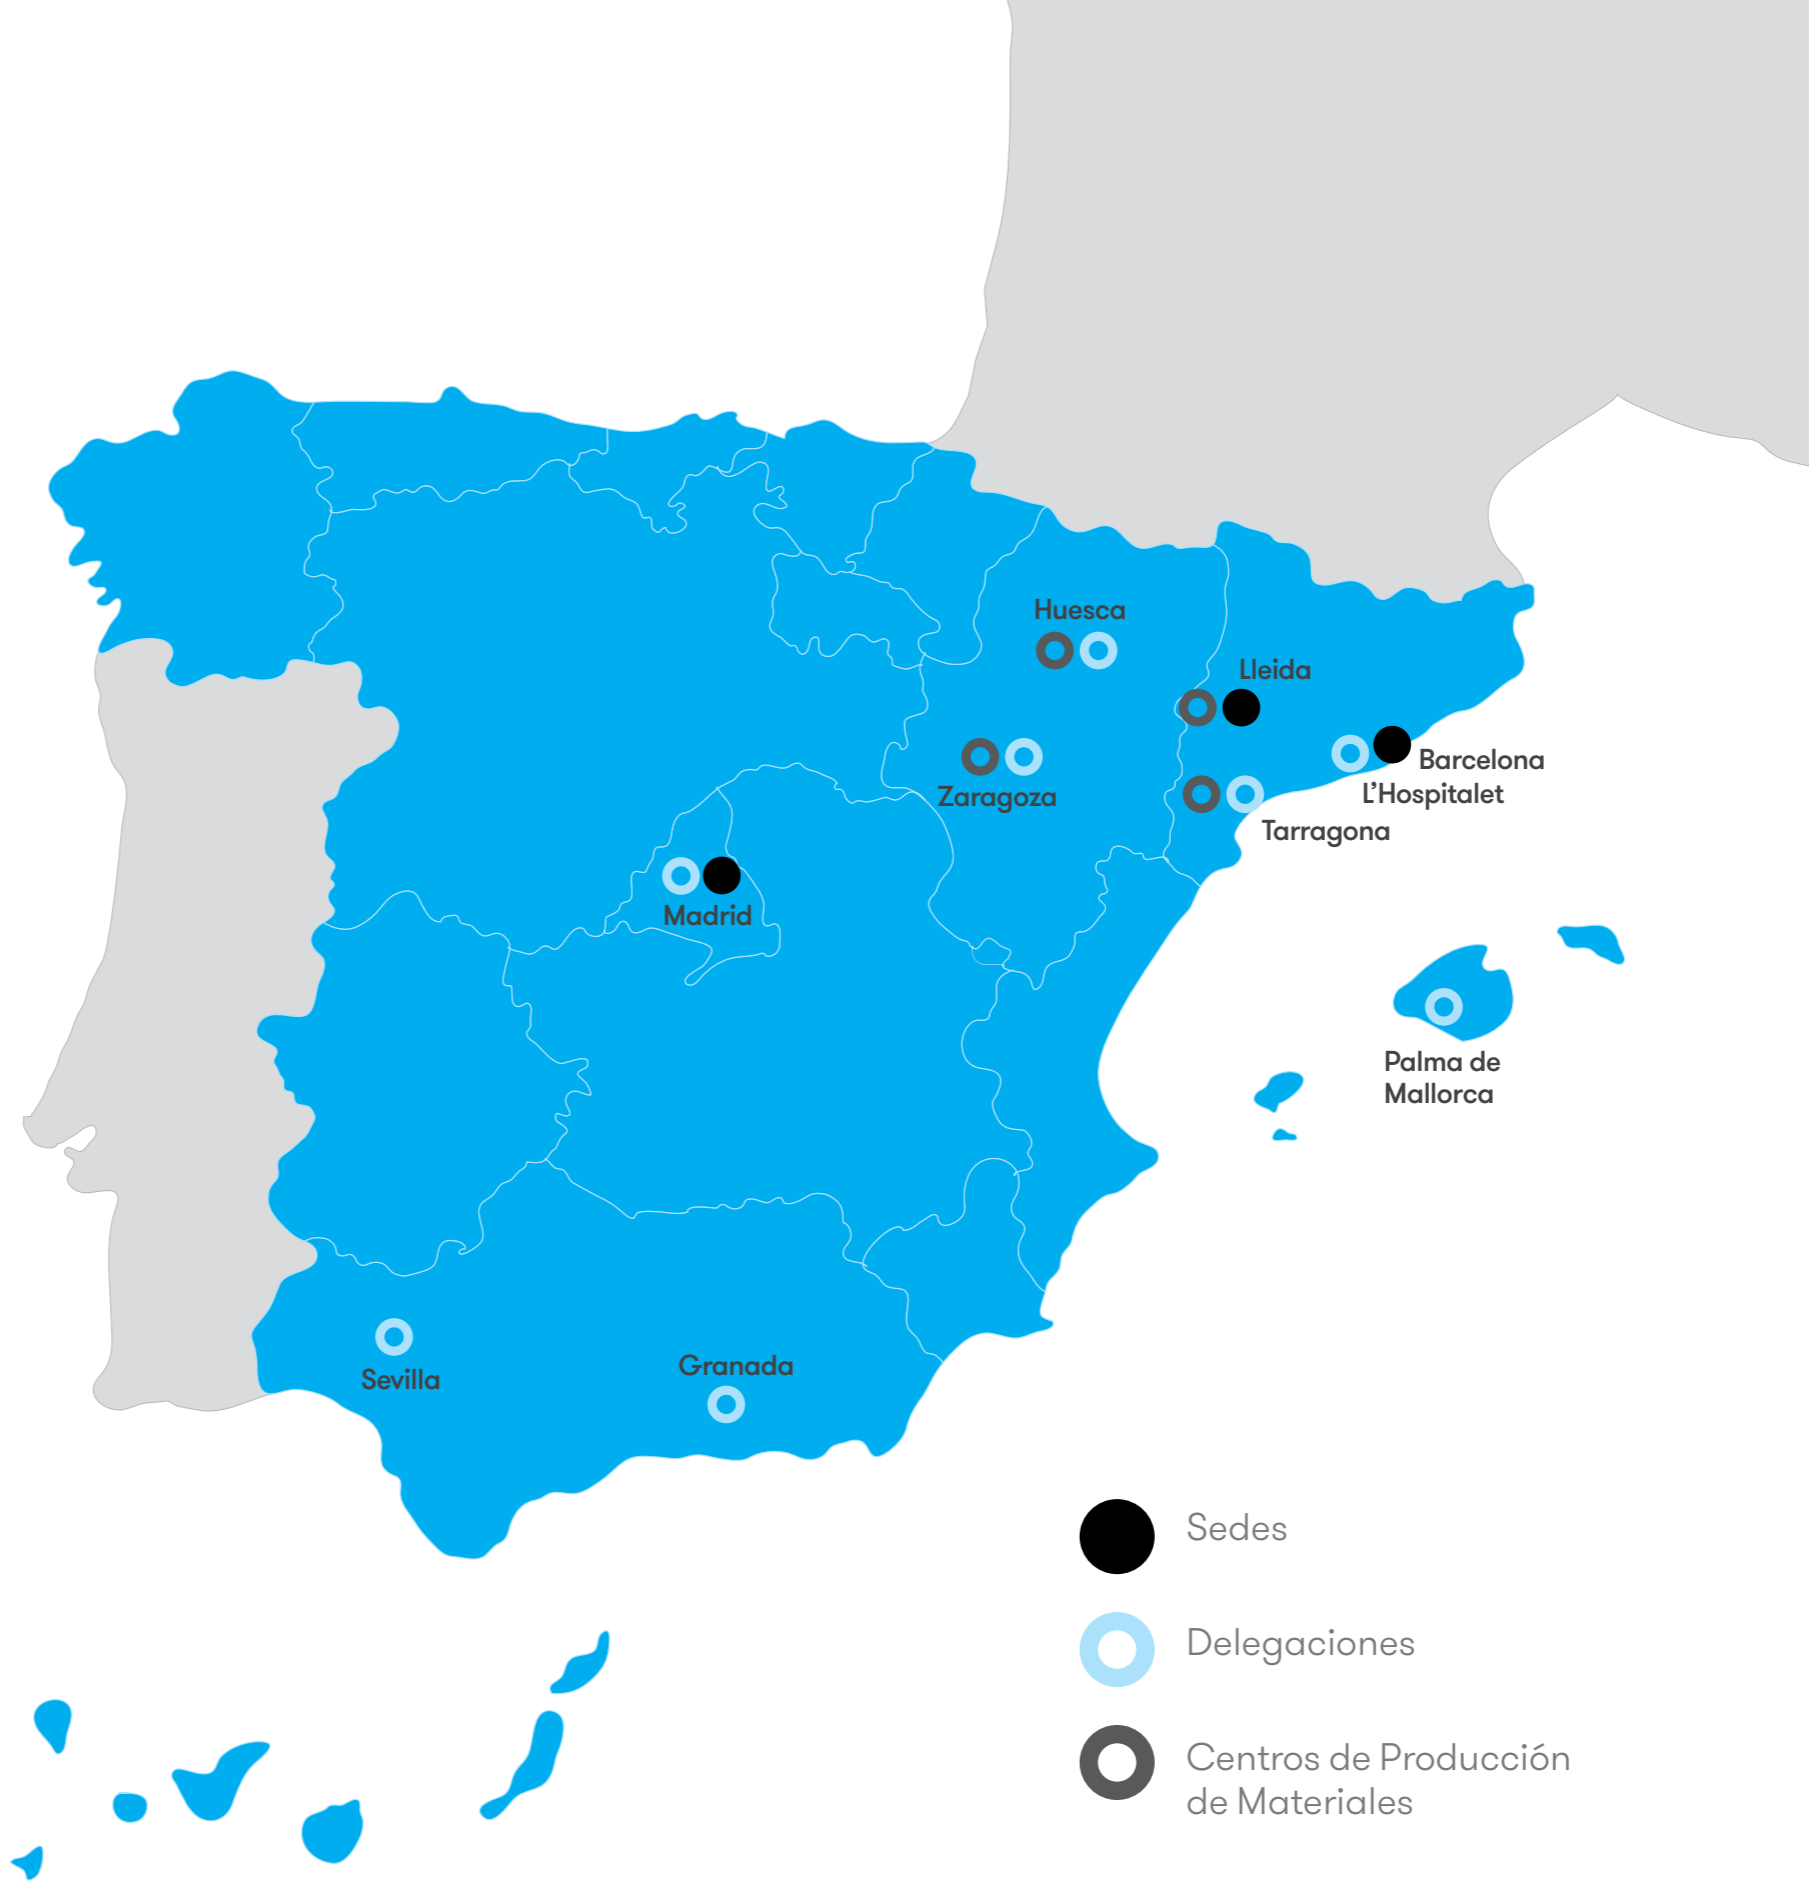 Huesca
Lleida
Barcelona
L'Hospitalet
Zaragoza
Tarragona
Madrid
Palma de
Mallorca
Sevilla
Granada
Sedes
Delegaciones
Centros de Producción
de Materiales